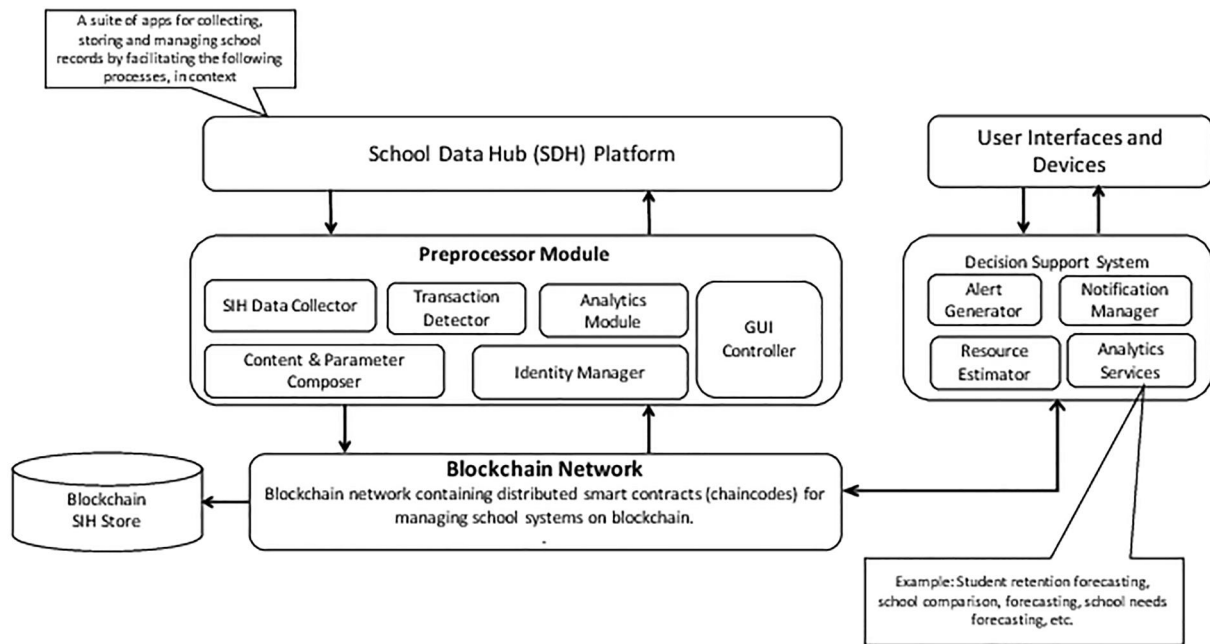 A suite of apps for collecting,
storing and managing school
records by facilitating the following
processes, in context
School Data Hub (SDH) Platform
User Interfaces and
Devices
Preprocessor Module
SIH Data Collector
Transaction
Detector
Analytics
Module
GUI
Controller
Content & Parameter
Composer
Identity Manager
Decision Support System
Alert
Generator
Notification
Manager
Resource
Estimator
Analytics
Services
Blockchain
SIH Store
Blockchain Network
Blockchain network containing distributed smart contracts (chaincodes) for
managing school systems on blockchain.
.
Example: Student retention forecasting,
school comparison, forecasting, school needs
forecasting, etc.